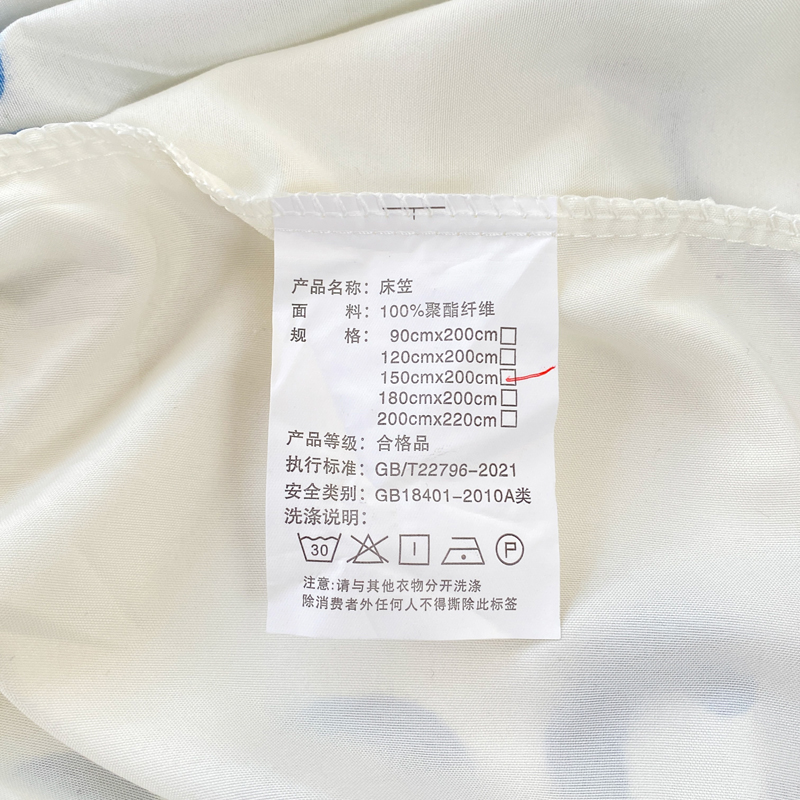 产品名称：床笠
面 料：100%聚酯纤维
规 格：90cmx200cm
120cmx200cm
150cmx200cm
180cmx200cm
200cmx220cm
产品等级：合格品
执行标准：GB/T22796-2021
安全类别：GB18401-2010A类
洗涤说明：
30 P
注意:请与其他衣物分开洗涤
除消费者外任何人不得撕除此标签